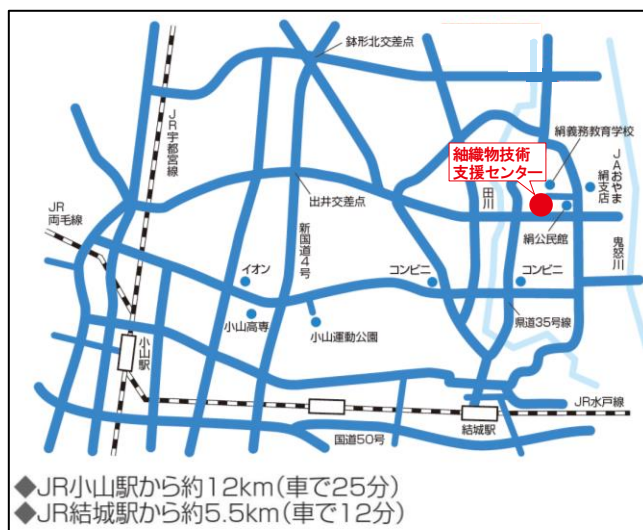 鉢形北交差点
JR宇都宮線
紬織物技術
支援センター
絹義務教育学校
JAおやま
絹支店
田川
JR
両毛線
出井交差点
新国道4号
絹公民館
鬼怒川
イオン
コンビニ
コンビニ
小山高専
小山運動公園
県道35号線
小山駅
JR水戸線
結城駅
国道50号
◆JR小山駅から約12km(車で25分)
◆JR結城駅から約5.5km(車で12分)